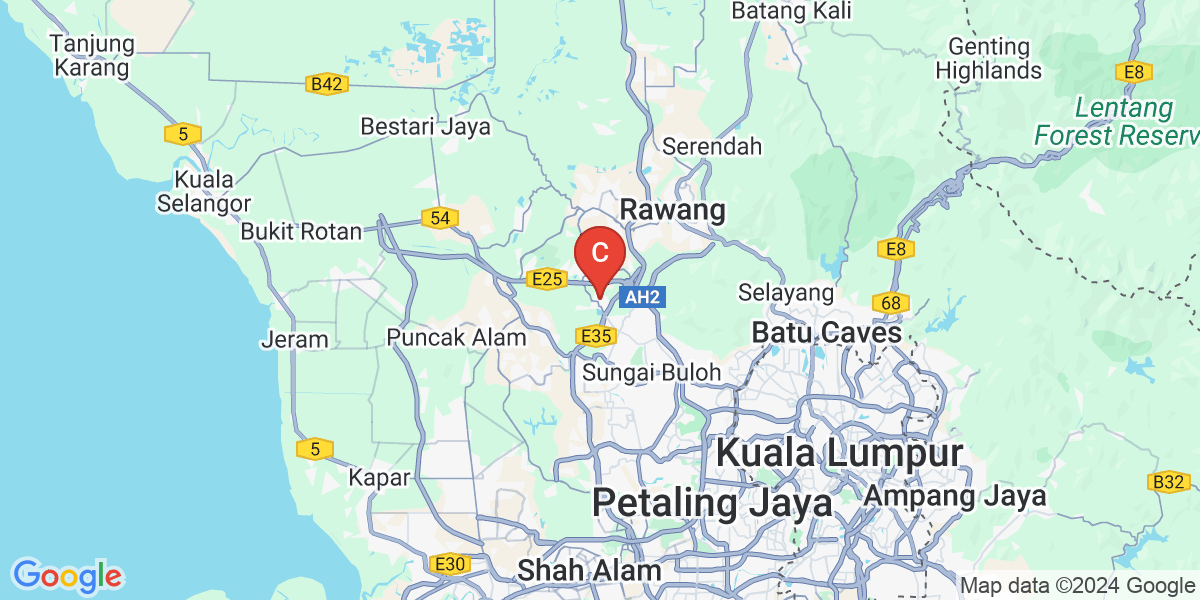 Batang Kali
Tanjung
Karang
Genting
Highlands
E8
B42
Lentang
Forest Reserv
Bestari Jaya
5
Serendah
Kuala
Selangor
Rawang
54
Bukit Rotan
E8
C
E25
AH2
Selayang
68
Jeram
Puncak Alam
E35
Batu Caves
Sungai Buloh
5
Kuala Lumpur
Kapar
B32
Petaling Jaya
Ampang Jaya
E30
Shah Alam
Google
Map data ©2024 Google